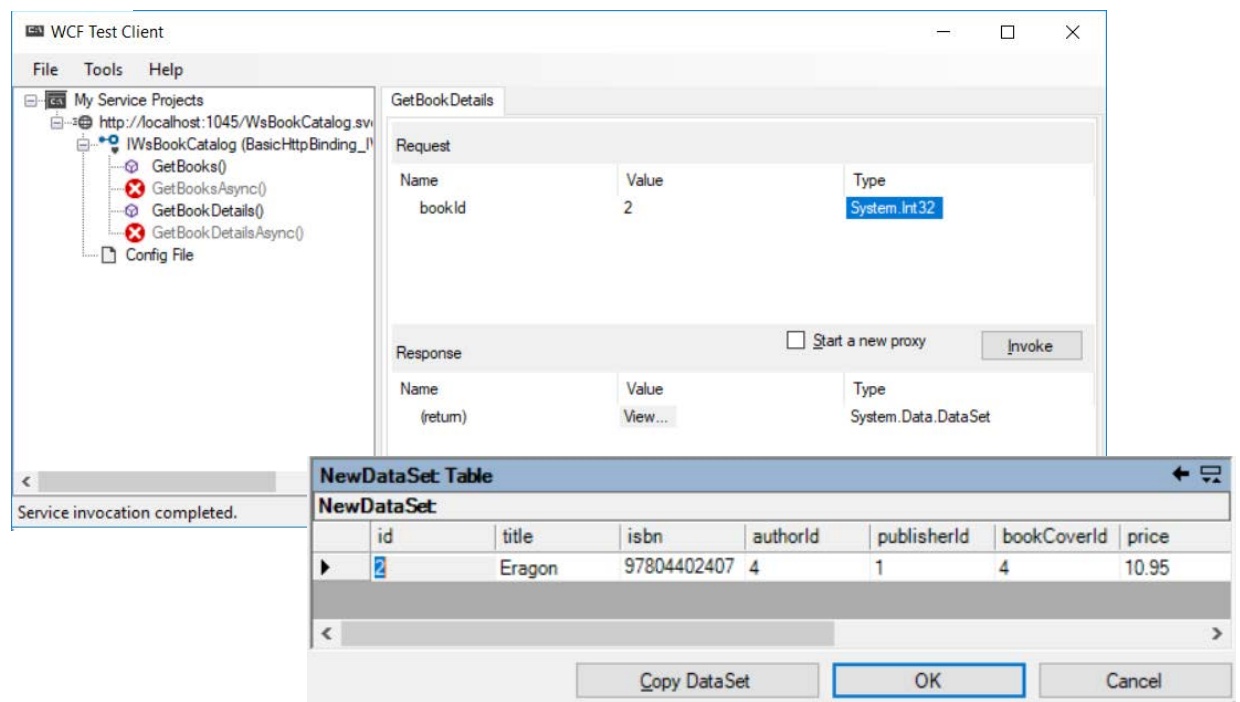 WCF Test Client
File Tools Help
My Service Projects
http://localhost:1045/WsBookCatalog.svc
IWsBookCatalog (BasicHttpBinding_I
GetBooks()
GetBooksAsync()
GetBookDetails()
GetBookDetailsAsync()
Config File
GetBookDetails
Request
Name Value Type
bookId 2 System.Int32
Response Start a new proxy Invoke
Name Value Type
(return) View... System.Data.DataSet
Service invocation completed.
NewDataSet: Table
NewDataSet:
id title isbn authorId publisherId bookCoverId price
2 Eragon 97804402407 4 1 4 10.95
Copy DataSet OK Cancel